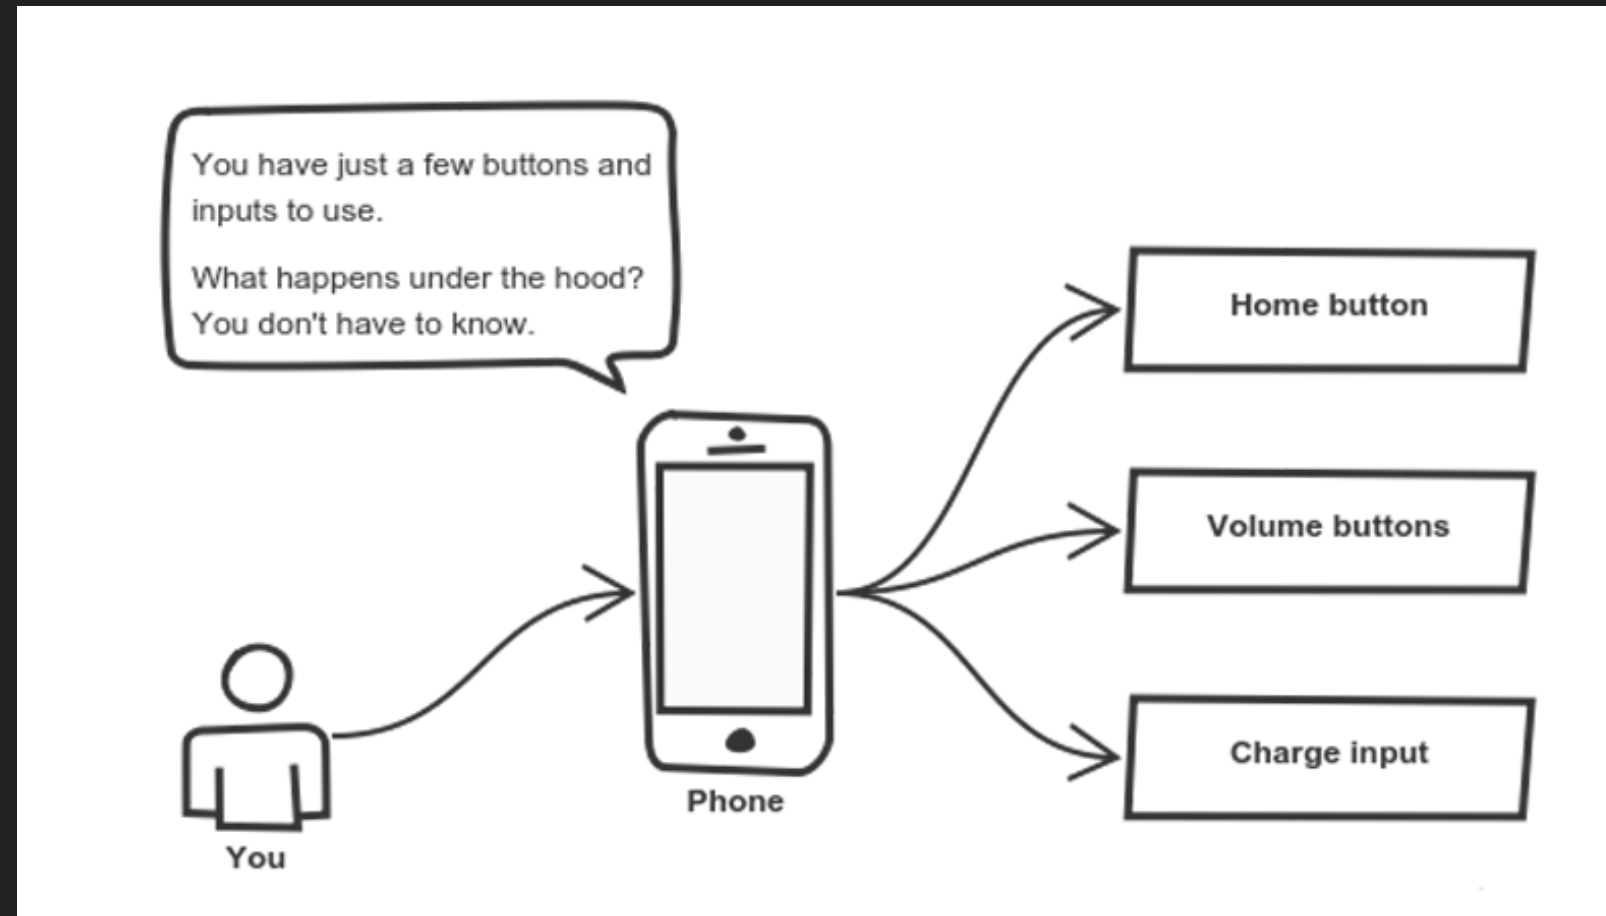 You have just a few buttons and
inputs to use.
What happens under the hood?
You don't have to know.
Home button
Volume buttons
Charge input
Phone
You